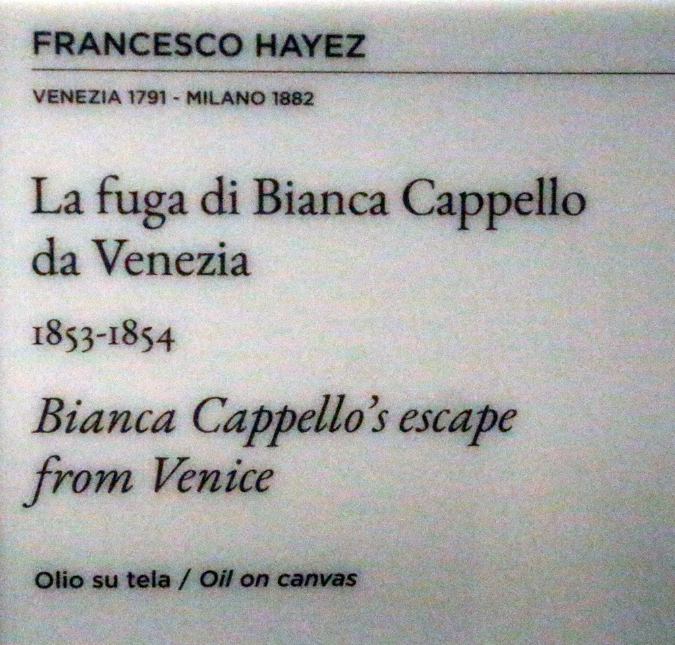 FRANCESCO HAYEZ
VENEZIA 1791 - MILANO 1882
La fuga di Bianca Cappello
da Venezia
1853-1854
Bianca Cappello’s escape
from Venice
Olio su tela / Oil on canvas